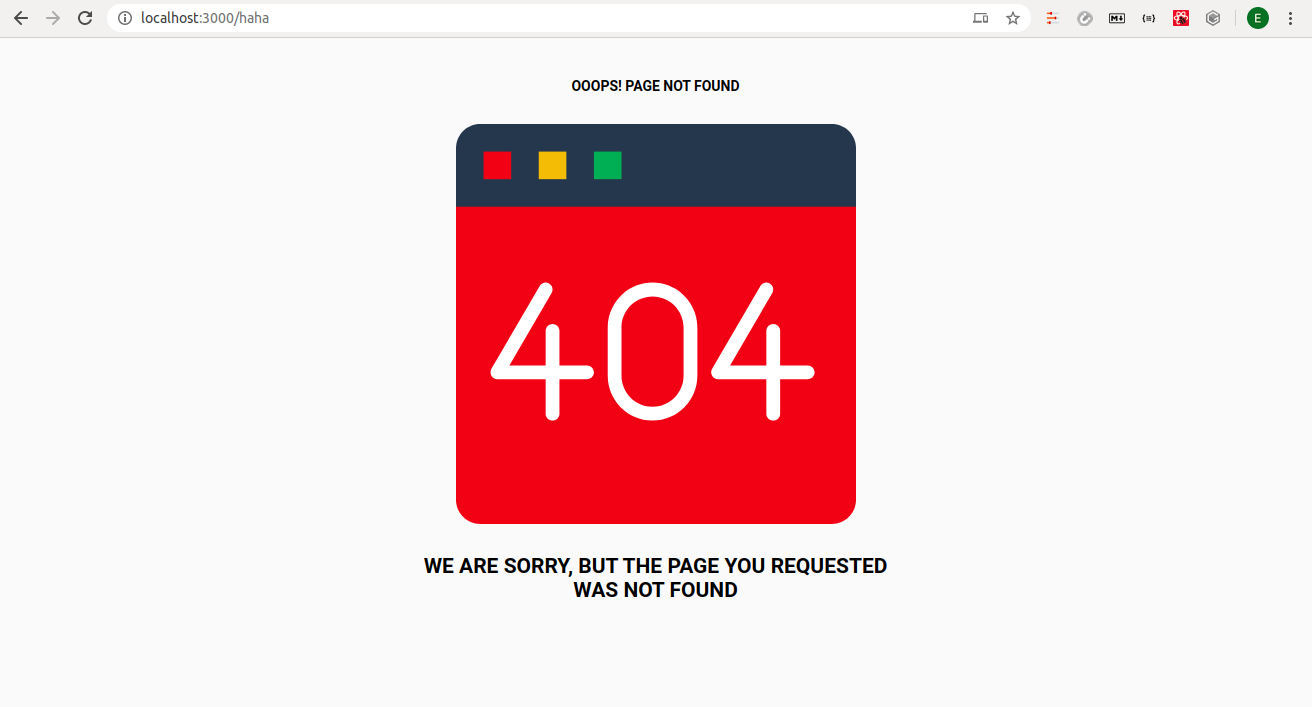 localhost:3000/haha
E
OOOPS! PAGE NOT FOUND
404
WE ARE SORRY, BUT THE PAGE YOU REQUESTED
WAS NOT FOUND